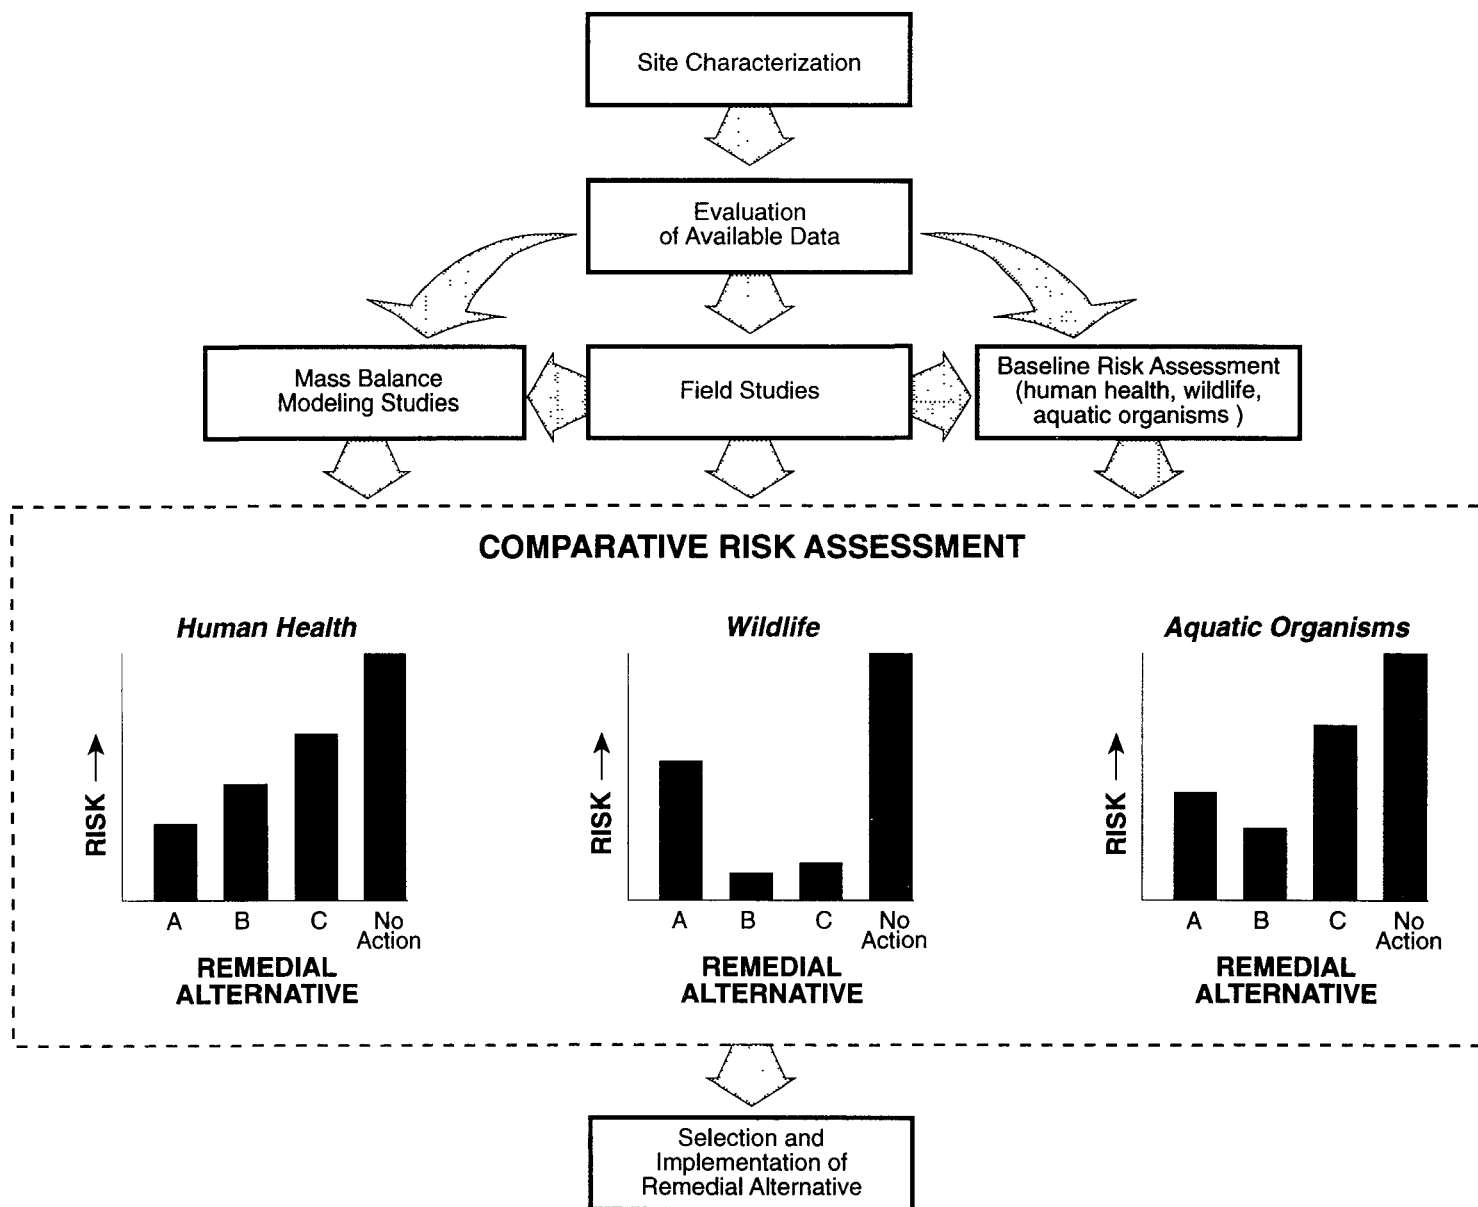 Site Characterization
Evaluation
of Available Data
Mass Balance
Modeling Studies
Field Studies
Baseline Risk Assessment
(human health, wildlife,
aquatic organisms )
COMPARATIVE RISK ASSESSMENT
Human Health
RISK
A
B
C
No
Action
REMEDIAL
ALTERNATIVE
Wildlife
RISK
A
B
C
No
Action
REMEDIAL
ALTERNATIVE
Aquatic Organisms
RISK
A
B
C
No
Action
REMEDIAL
ALTERNATIVE
Selection and
Implementation of
Remedial Alternative